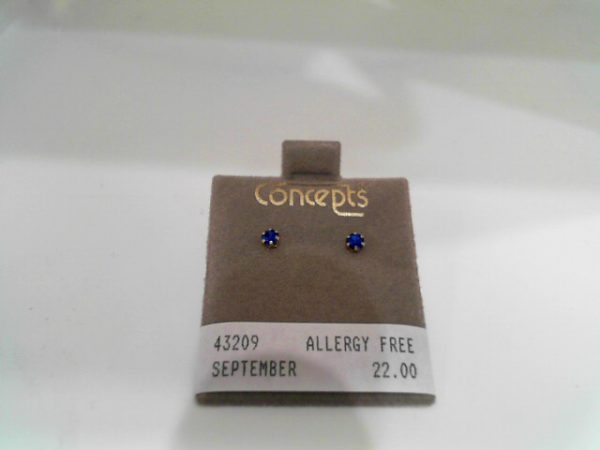 Concepts
43209 ALLERGY FREE
SEPTEMBER 22.00